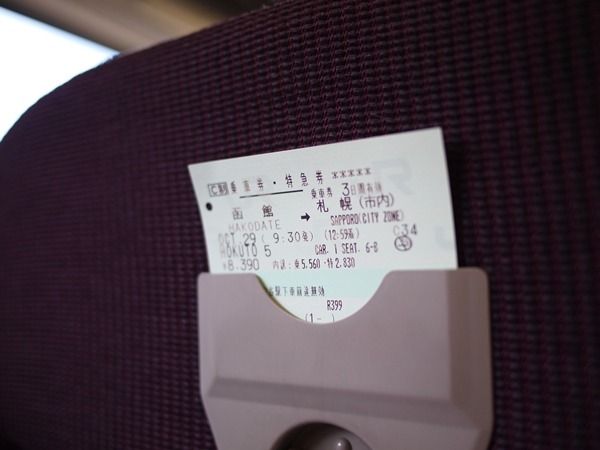 C制 乗車券・特急券 *****
乗車券 3日間有効
函館 ➡ 札幌(市内)
HAKODATE SAPPORO(CITY ZONE)
OCT.29( 9:30発) (12:59着) C34
HOKUTO 5 CAR. 1 SEAT. 6-B
¥8,390 内訳:乗5,560・特2,830
下車前途無効
R399
(1-